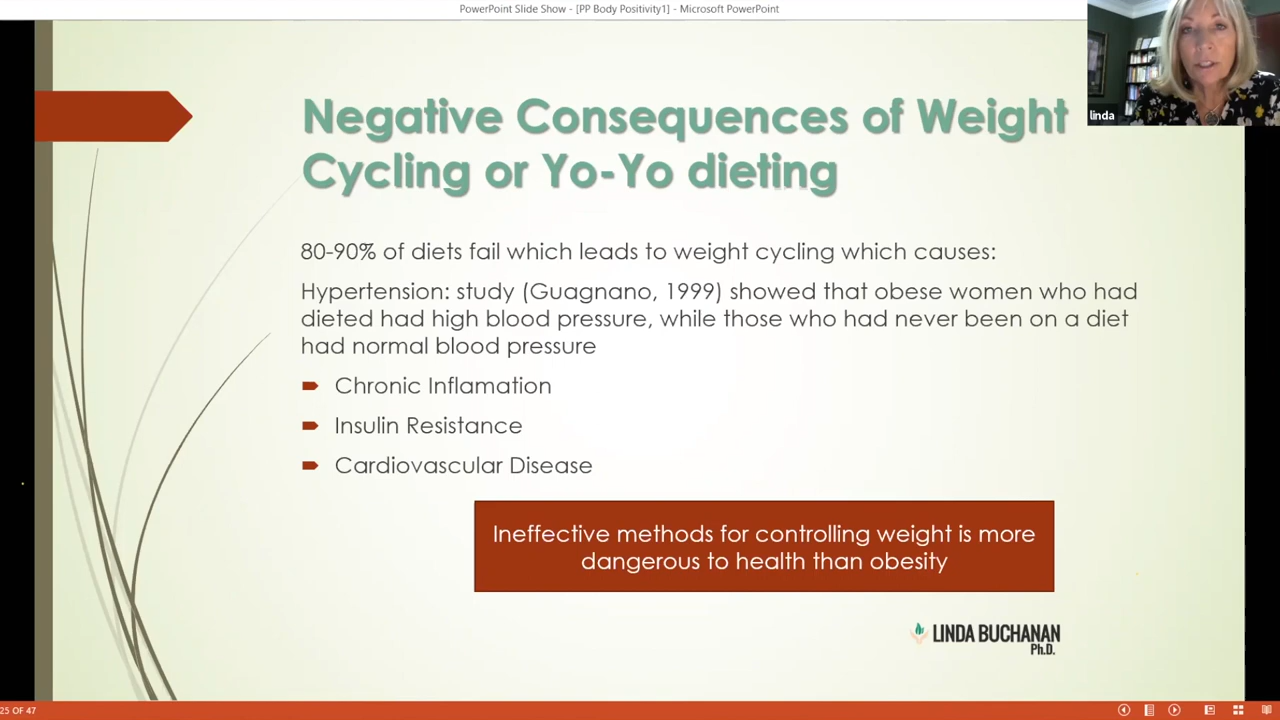 PowerPoint Slide Show - [PP Body Positivity1] - Microsoft PowerPoint
linda
Negative Consequences of Weight
Cycling or Yo-Yo dieting
80-90% of diets fail which leads to weight cycling which causes:
Hypertension: study (Guagnano, 1999) showed that obese women who had
dieted had high blood pressure, while those who had never been on a diet
had normal blood pressure
Chronic Inflamation
Insulin Resistance
Cardiovascular Disease
Ineffective methods for controlling weight is more
dangerous to health than obesity
LINDA BUCHANAN
Ph.D.
25 OF 47